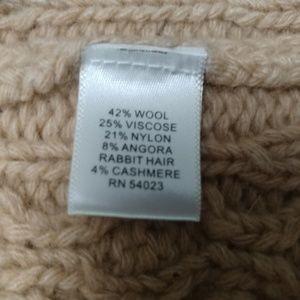 42% WOOL
25% VISCOSE
21% NYLON
8% ANGORA
RABBIT HAIR
4% CASHMERE
RN 54023